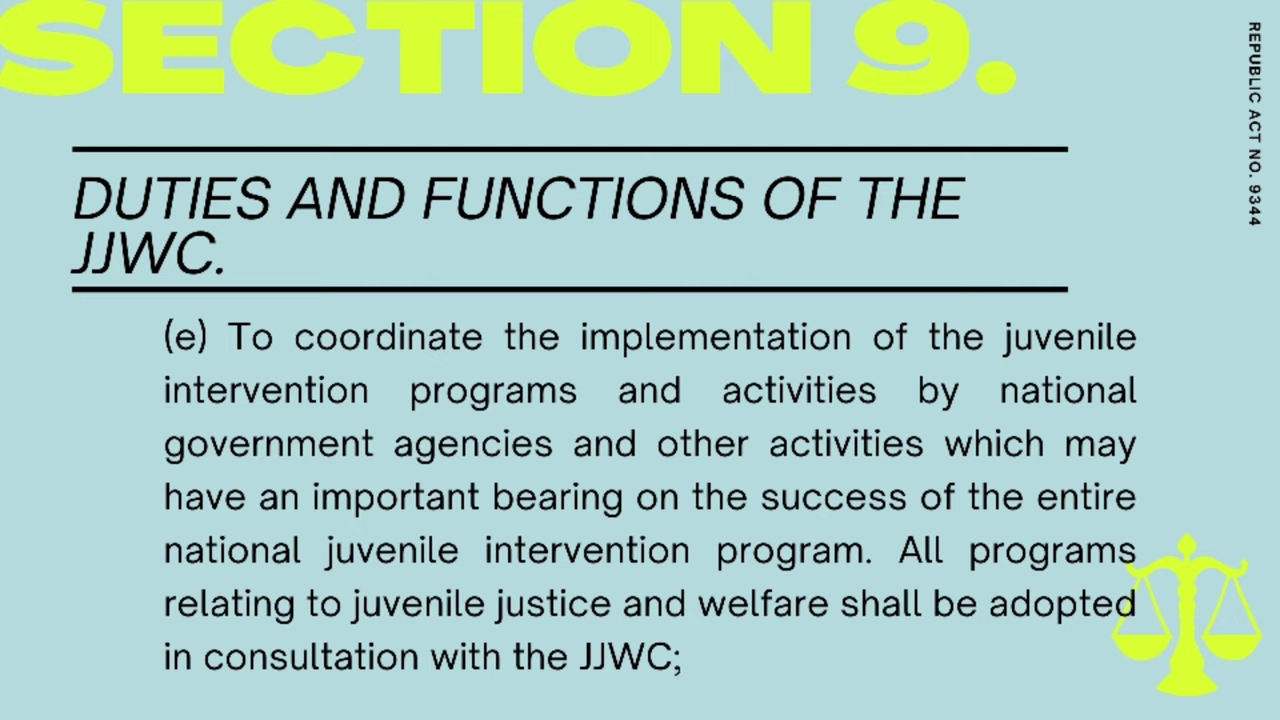 SECTION 9.
REPUBLIC ACT NO. 9344
DUTIES AND FUNCTIONS OF THE
JJWC.
(e) To coordinate the implementation of the juvenile
intervention programs and activities by national
government agencies and other activities which may
have an important bearing on the success of the entire
national juvenile intervention program. All programs
relating to juvenile justice and welfare shall be adopted
in consultation with the JJWC;